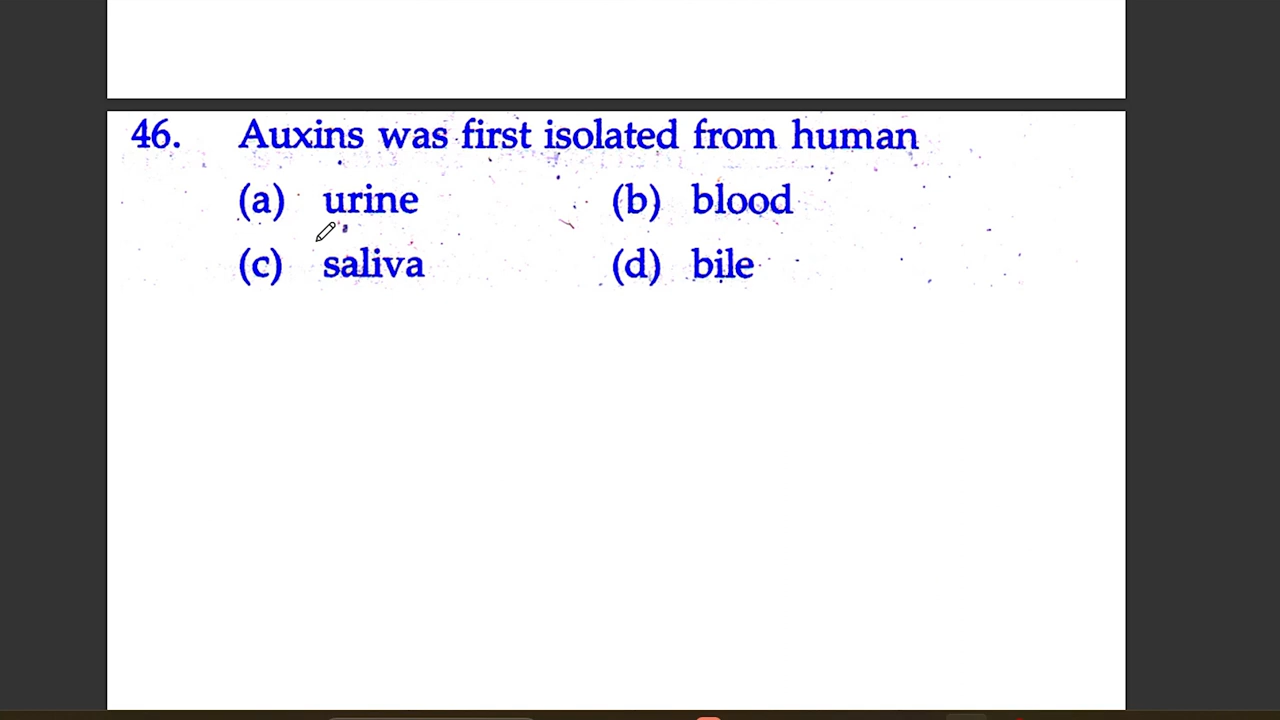 46. Auxins was first isolated from human
(a) urine (b) blood
(c) saliva (d) bile